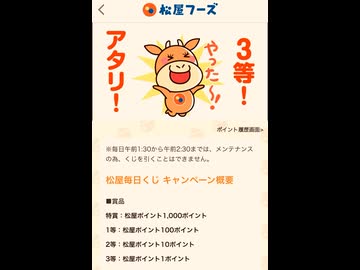 松屋フーズ
3等!
やった〜!
アタリ!
ポイント履歴画面»
※毎日午前1:30から午前2:30までは、メンテナンス
の為、くじを引くことはできません。
松屋毎日くじ キャンペーン概要
■賞品
特賞:松屋ポイント1,000ポイント
1等:松屋ポイント100ポイント
2等:松屋ポイント10ポイント
3等:松屋ポイント1ポイント